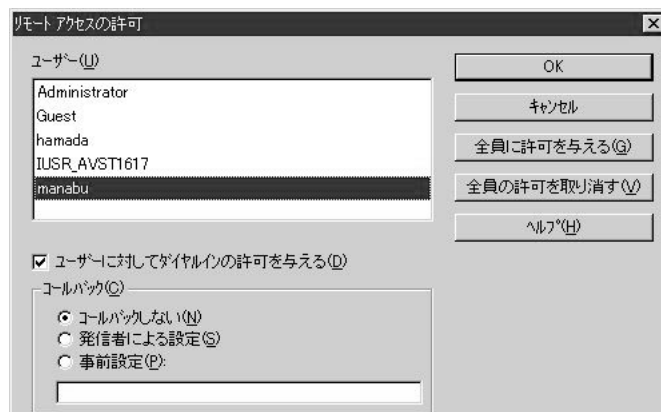 リモート アクセスの許可
ユーザー(U)
Administrator
Guest
hamada
IUSR_AVST1617
manabu
OK
キャンセル
全員に許可を与える(G)
全員の許可を取り消す(V)
ヘルプ(H)
ユーザーに対してダイヤルインの許可を与える(D)
コールバック(C)
コールバックしない(N)
発信者による設定(S)
事前設定(P):